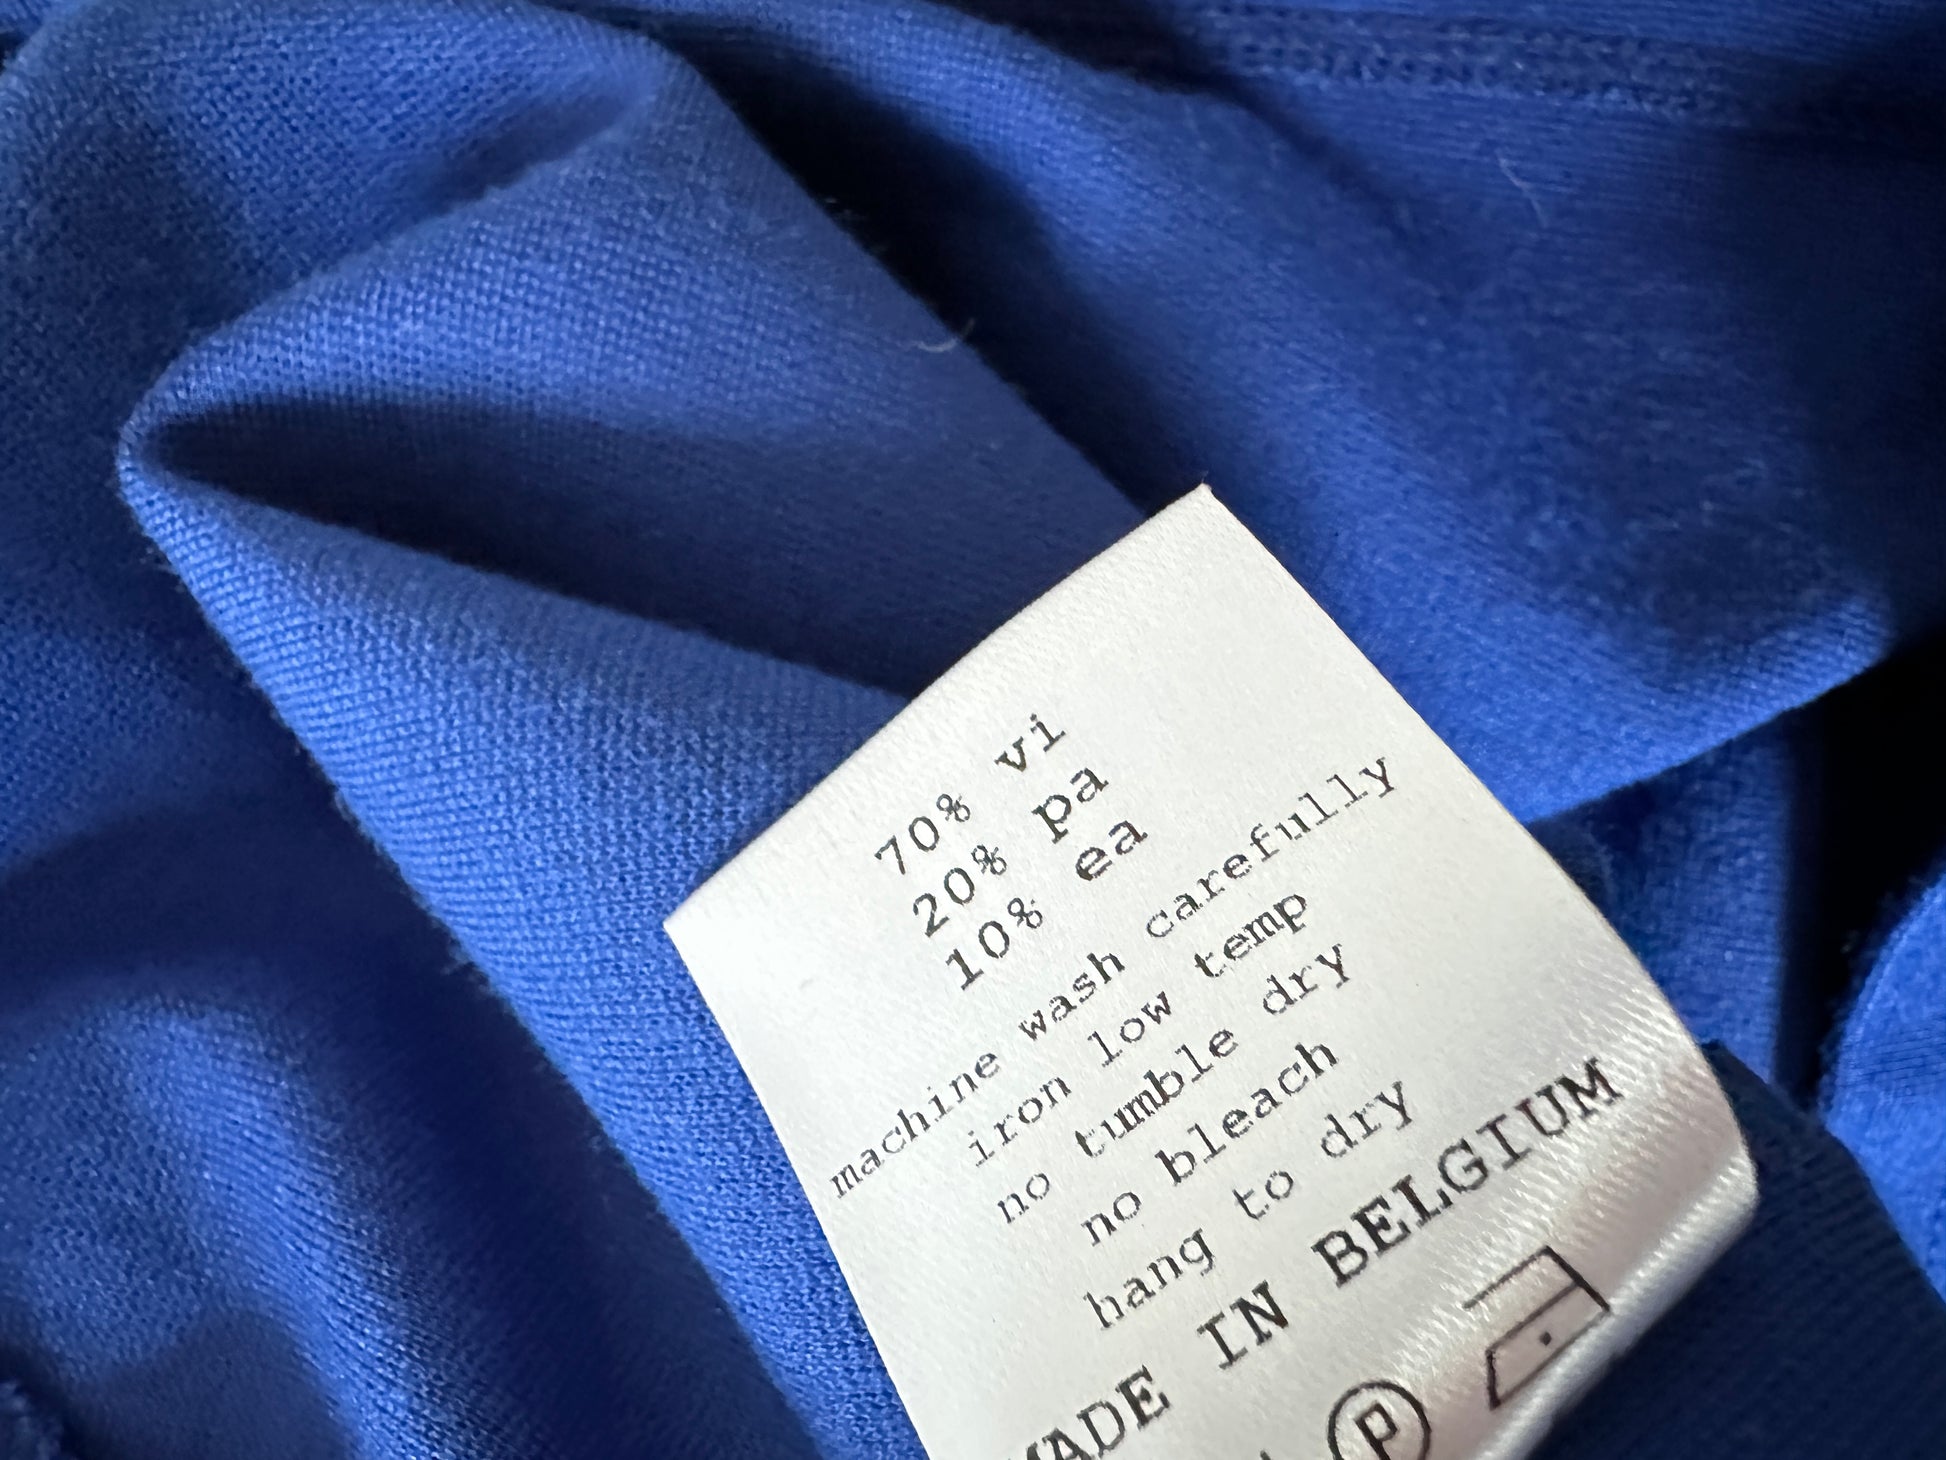 70% vi
20% pa
10% ea
machine wash carefully
iron low temp
no tumble dry
no bleach
hang to dry
MADE IN BELGIUM
P